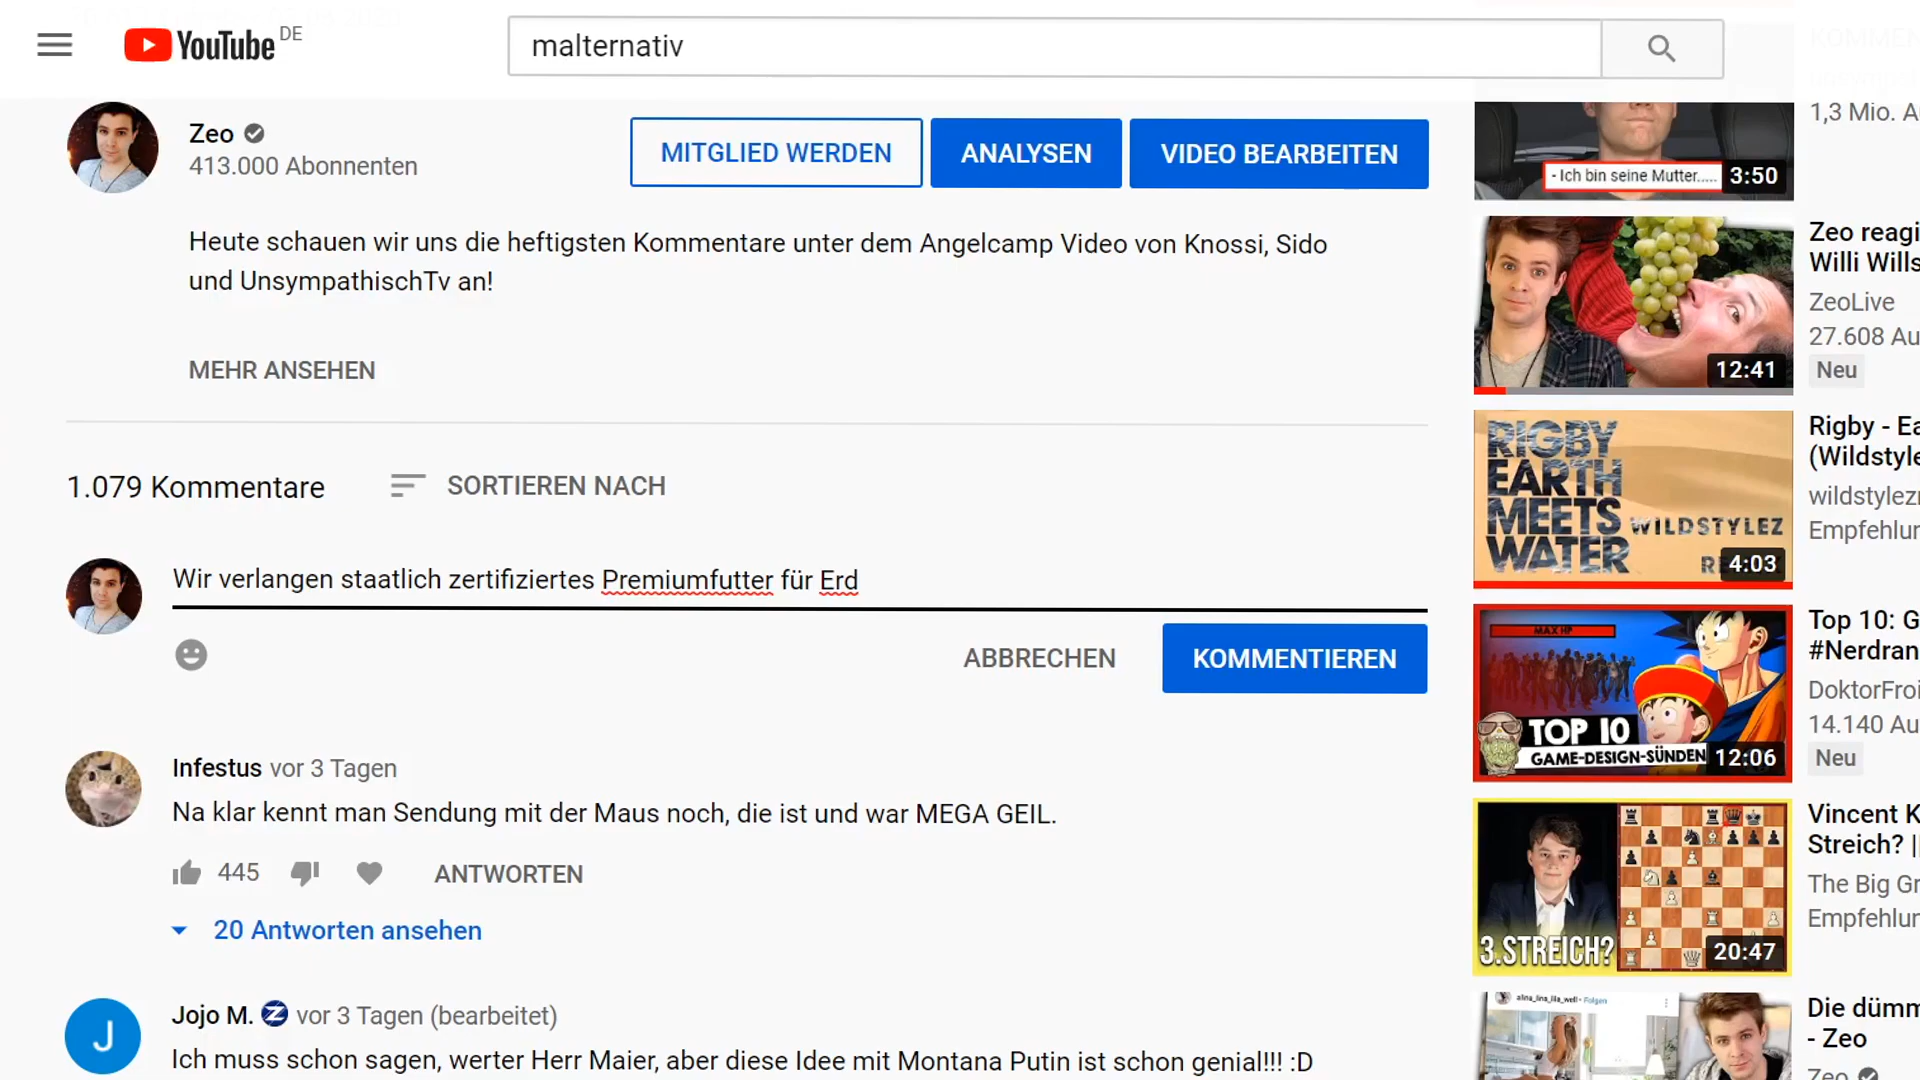 YouTube DE
malternativ
Zeo
413.000 Abonnenten
MITGLIED WERDEN
ANALYSEN
VIDEO BEARBEITEN
Heute schauen wir uns die heftigsten Kommentare unter dem Angelcamp Video von Knossi, Sido
und UnsympathischTv an!
MEHR ANSEHEN
1.079 Kommentare
SORTIEREN NACH
Wir verlangen staatlich zertifiziertes Premiumfutter für Erd
ABBRECHEN
KOMMENTIEREN
Infestus vor 3 Tagen
Na klar kennt man Sendung mit der Maus noch, die ist und war MEGA GEIL.
445
ANTWORTEN
20 Antworten ansehen
J
Jojo M. vor 3 Tagen (bearbeitet)
Ich muss schon sagen, werter Herr Maier, aber diese Idee mit Montana Putin ist schon genial!!! :D
- Ich bin seine Mutter.....
3:50
1,3 Mio. A
12:41
Zeo reagi
Willi Wills
ZeoLive
27.608 Au
Neu
RIGBY
EARTH
MEETS
WATER
WILDSTYLEZ
4:03
Rigby - Ea
(Wildstyle
wildstylez
Empfehlun
MAX HP
TOP 10
GAME-DESIGN-SÜNDEN
12:06
Top 10: G
#Nerdran
DoktorFroi
14.140 Au
Neu
3.STREICH?
20:47
Vincent K
Streich? |
The Big Gr
Empfehlun
alina_lina_lila_well • Folgen
Die dümm
- Zeo
Zeo